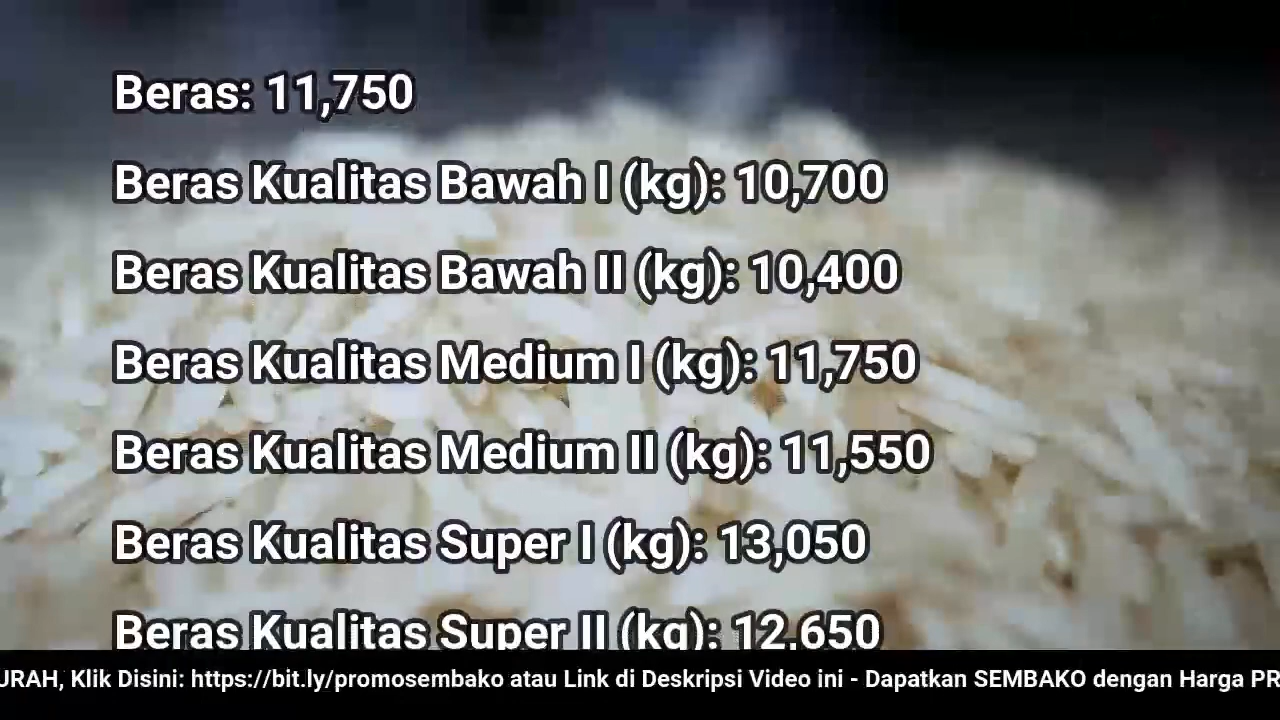 Beras: 11,750
Beras Kualitas Bawah I (kg): 10,700
Beras Kualitas Bawah II (kg): 10,400
Beras Kualitas Medium I (kg): 11,750
Beras Kualitas Medium II (kg): 11,550
Beras Kualitas Super I (kg): 13,050
Beras Kualitas Super II (kg): 12,650
URAH, Klik Disini: https://bit.ly/promosembako atau Link di Deskripsi Video ini - Dapatkan SEMBAKO dengan Harga PR